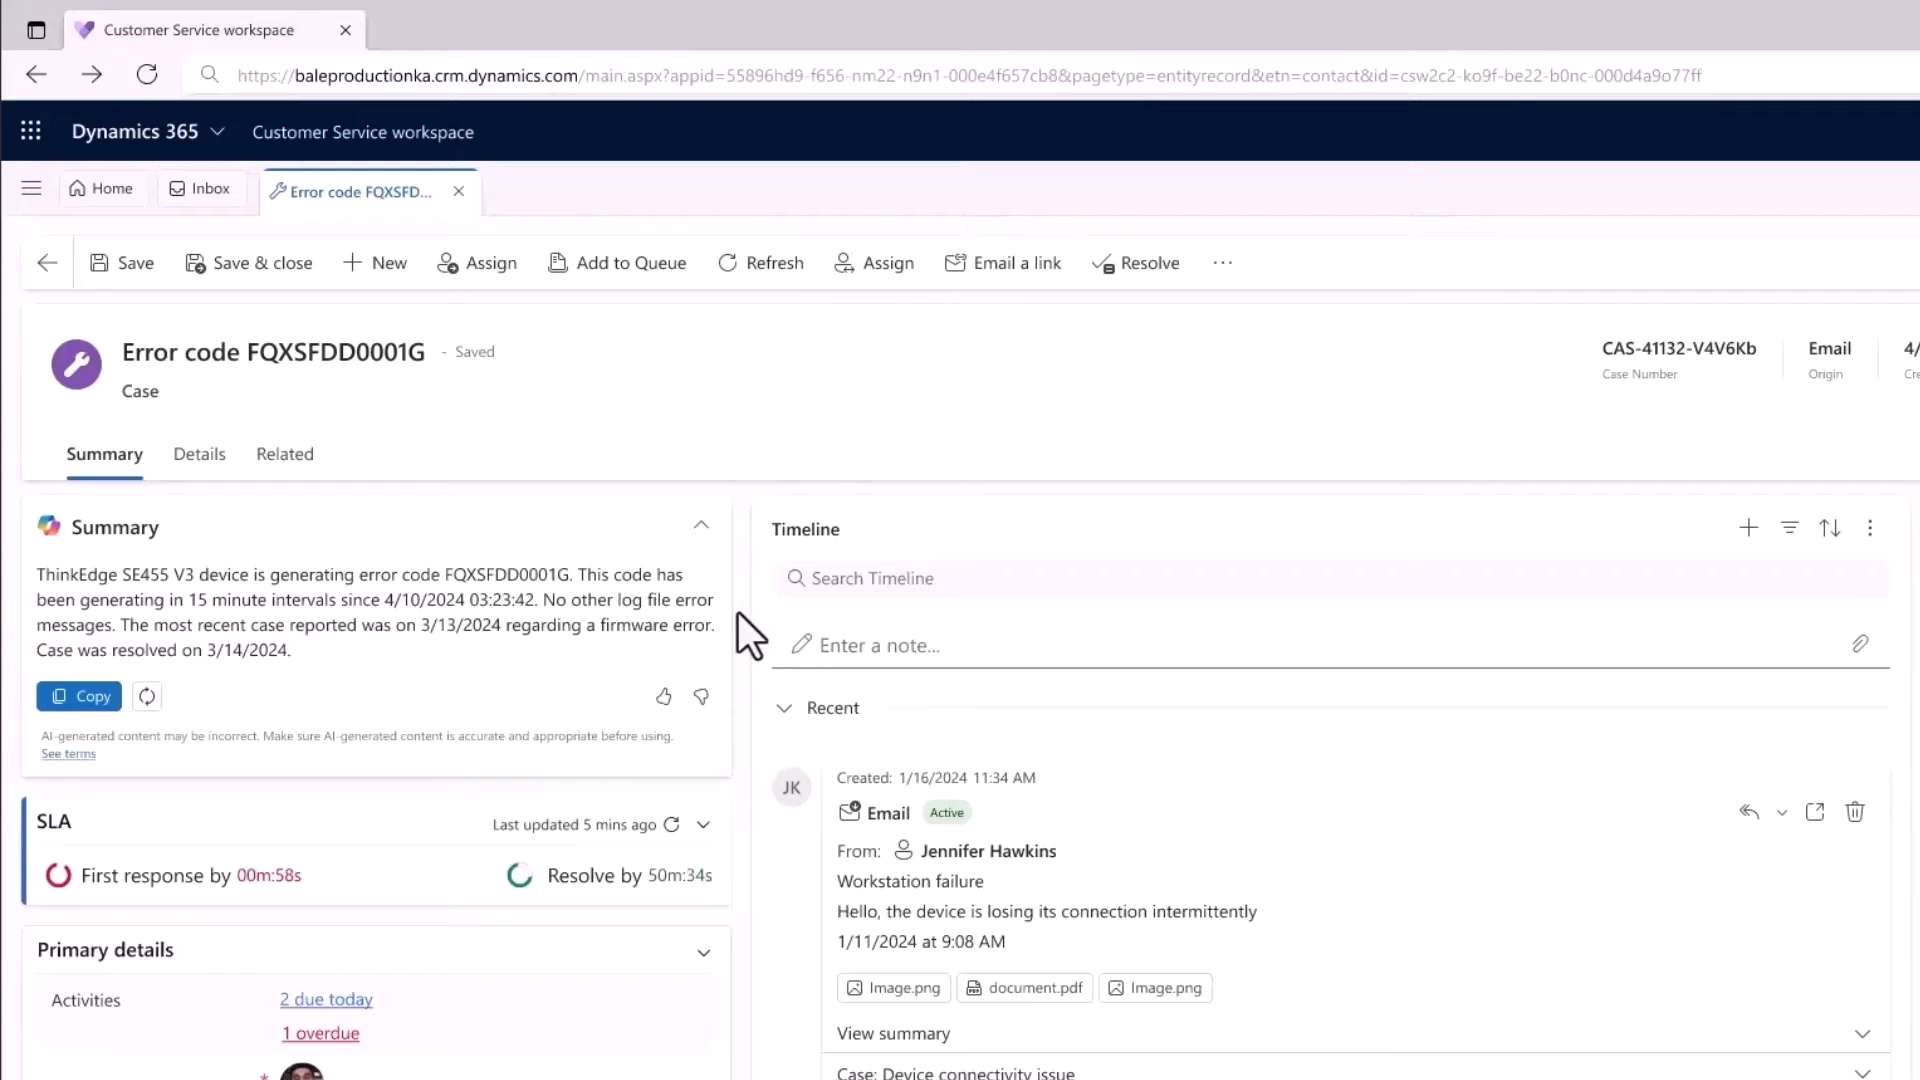 Customer Service workspace
https://baleproductionka.crm.dynamics.com/main.aspx?appid=55896hd9-f656-nm22-n9n1-000e4f657cb8&pagetype=entityrecord&etn=contact&id=csw2c2-ko9f-be22-b0nc-000d4a9o77ff
Dynamics 365 Customer Service workspace
Home Inbox Error code FQXSFD...
Save Save & close New Assign Add to Queue Refresh Assign Email a link Resolve
Error code FQXSFDD0001G - Saved
Case
CAS-41132-V4V6Kb
Case Number
Email
Origin
4/
Cre
Summary Details Related
Summary
ThinkEdge SE455 V3 device is generating error code FQXSFDD0001G. This code has
been generating in 15 minute intervals since 4/10/2024 03:23:42. No other log file error
messages. The most recent case reported was on 3/13/2024 regarding a firmware error.
Case was resolved on 3/14/2024.
Copy
AI-generated content may be incorrect. Make sure AI-generated content is accurate and appropriate before using.
See terms
SLA
Last updated 5 mins ago
First response by 00m:58s
Resolve by 50m:34s
Primary details
Activities
2 due today
1 overdue
*
Timeline
Search Timeline
Enter a note...
Recent
JK
Created: 1/16/2024 11:34 AM
Email Active
From: Jennifer Hawkins
Workstation failure
Hello, the device is losing its connection intermittently
1/11/2024 at 9:08 AM
Image.png document.pdf Image.png
View summary
Case: Device connectivity issue